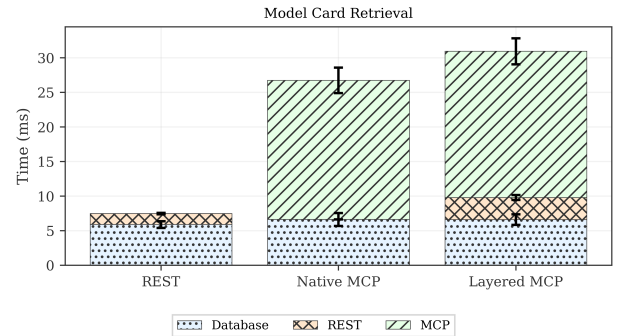 Model Card Retrieval
Time (ms)
30
25
20
15
10
5
0
REST Native MCP Layered MCP
Database REST MCP